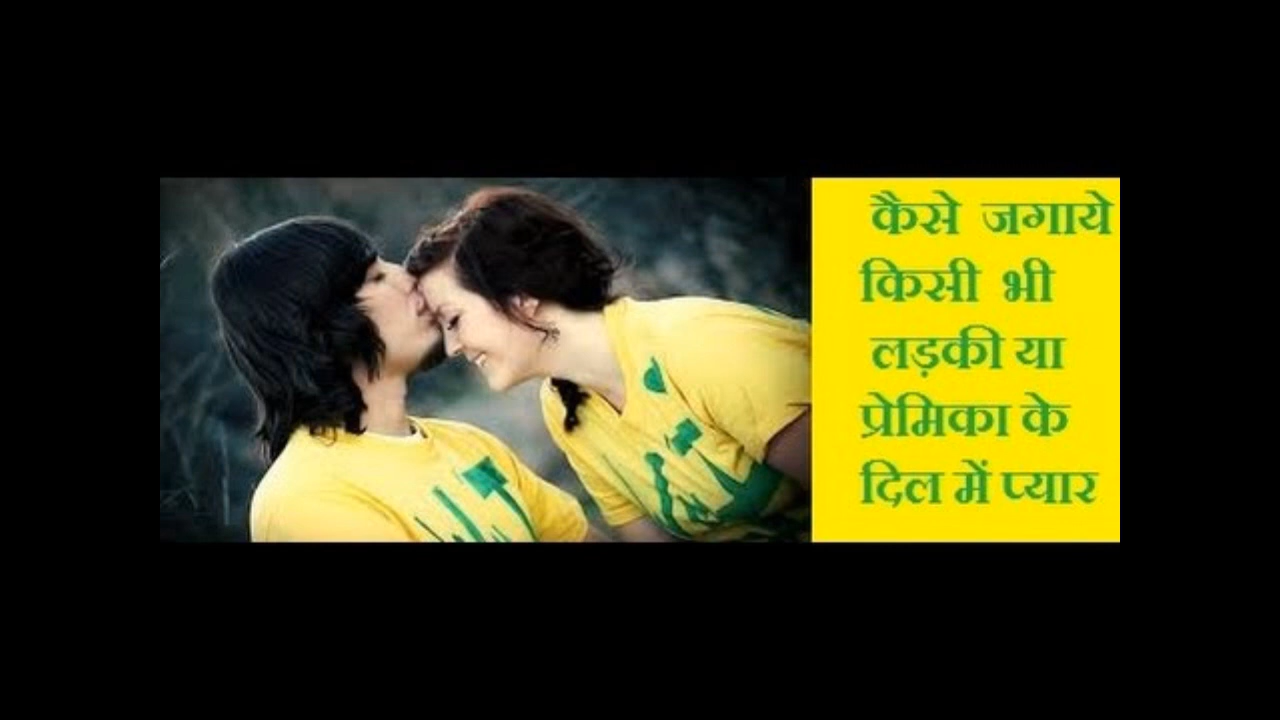 कैसे जगाये
किसी भी
लड़की या
प्रेमिका के
दिल में प्यार